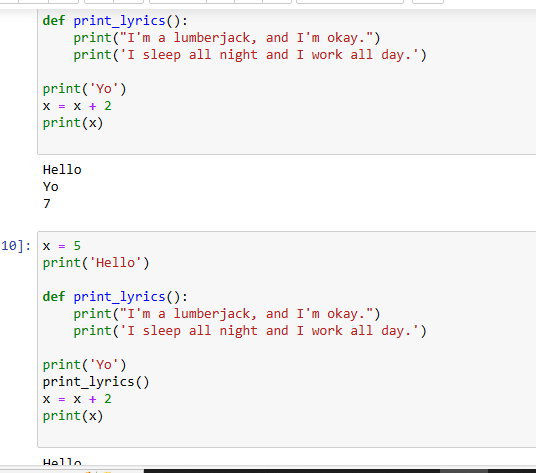 def print_lyrics():
    print("I'm a lumberjack, and I'm okay.")
    print('I sleep all night and I work all day.')
print('Yo')
x = x + 2
print(x)
Hello
Yo
7
10]: x = 5
print('Hello')
def print_lyrics():
    print("I'm a lumberjack, and I'm okay.")
    print('I sleep all night and I work all day.')
print('Yo')
print_lyrics()
x = x + 2
print(x)
Hello